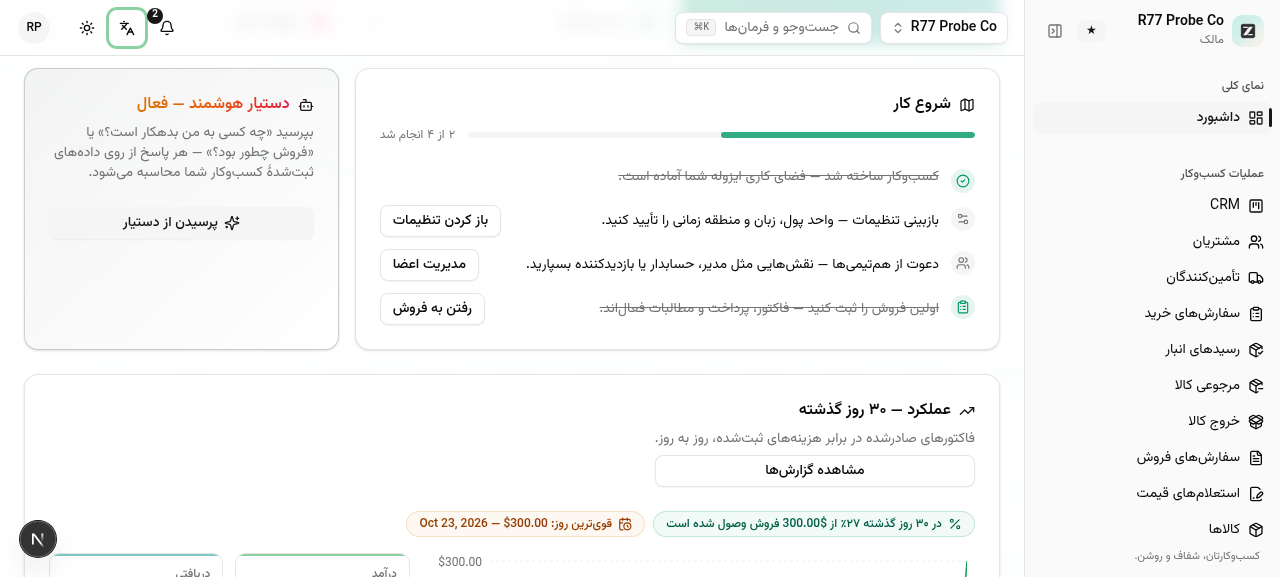 R77 Probe Co
مالک
نمای کلی
داشبورد
عملیات کسب‌وکار
CRM
مشتریان
تأمین‌کنندگان
سفارش‌های خرید
رسیدهای انبار
مرجوعی کالا
خروج کالا
سفارش‌های فروش
استعلام‌های قیمت
کالاها
کسب‌وکارتان، شفاف و روشن.
R77 Probe Co
جست‌وجو و فرمان‌ها
⌘K
2
RP
شروع کار
۲ از ۴ انجام شد
کسب‌وکار ساخته شد — فضای کاری ایزوله شما آماده است.
بازبینی تنظیمات — واحد پول، زبان و منطقه زمانی را تأیید کنید.
باز کردن تنظیمات
دعوت از هم‌تیمی‌ها — نقش‌هایی مثل مدیر، حسابدار یا بازدیدکننده بسپارید.
مدیریت اعضا
اولین فروش را ثبت کنید — فاکتور، پرداخت و مطالبات فعال‌اند.
رفتن به فروش
دستیار هوشمند — فعال
بپرسید «چه کسی به من بدهکار است؟» یا
«فروش چطور بود؟» — هر پاسخ از روی داده‌های
ثبت‌شدهٔ کسب‌وکار شما محاسبه می‌شود.
پرسیدن از دستیار
عملکرد — ۳۰ روز گذشته
فاکتورهای صادرشده در برابر هزینه‌های ثبت‌شده، روز به روز.
مشاهده گزارش‌ها
در ۳۰ روز گذشته ۲۷٪ از $300.00 فروش وصول شده است
قوی‌ترین روز: Oct 23, 2026 — $300.00
$300.00
درآمد
دریافتی